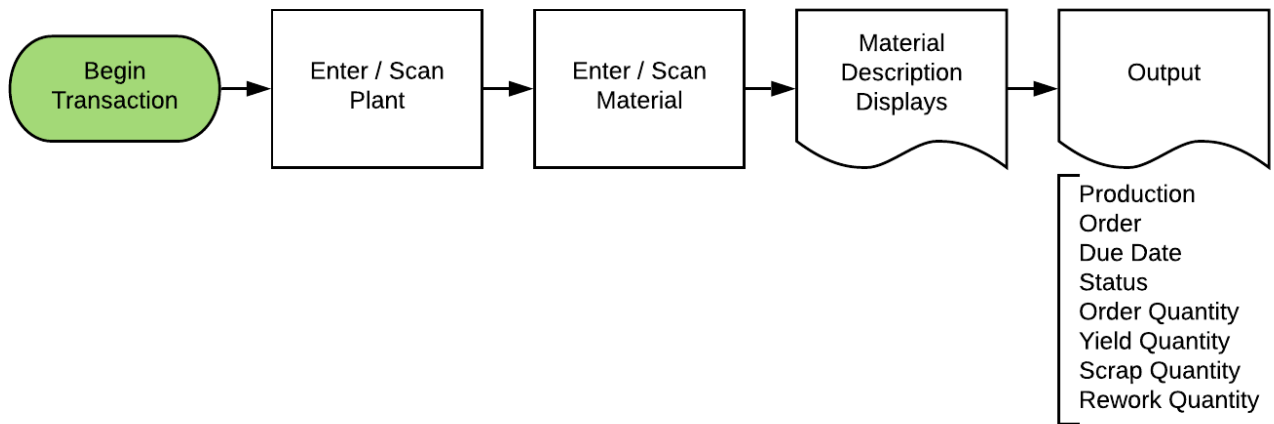 Begin
Transaction
Enter / Scan
Plant
Enter / Scan
Material
Material
Description
Displays
Output
Production
Order
Due Date
Status
Order Quantity
Yield Quantity
Scrap Quantity
Rework Quantity